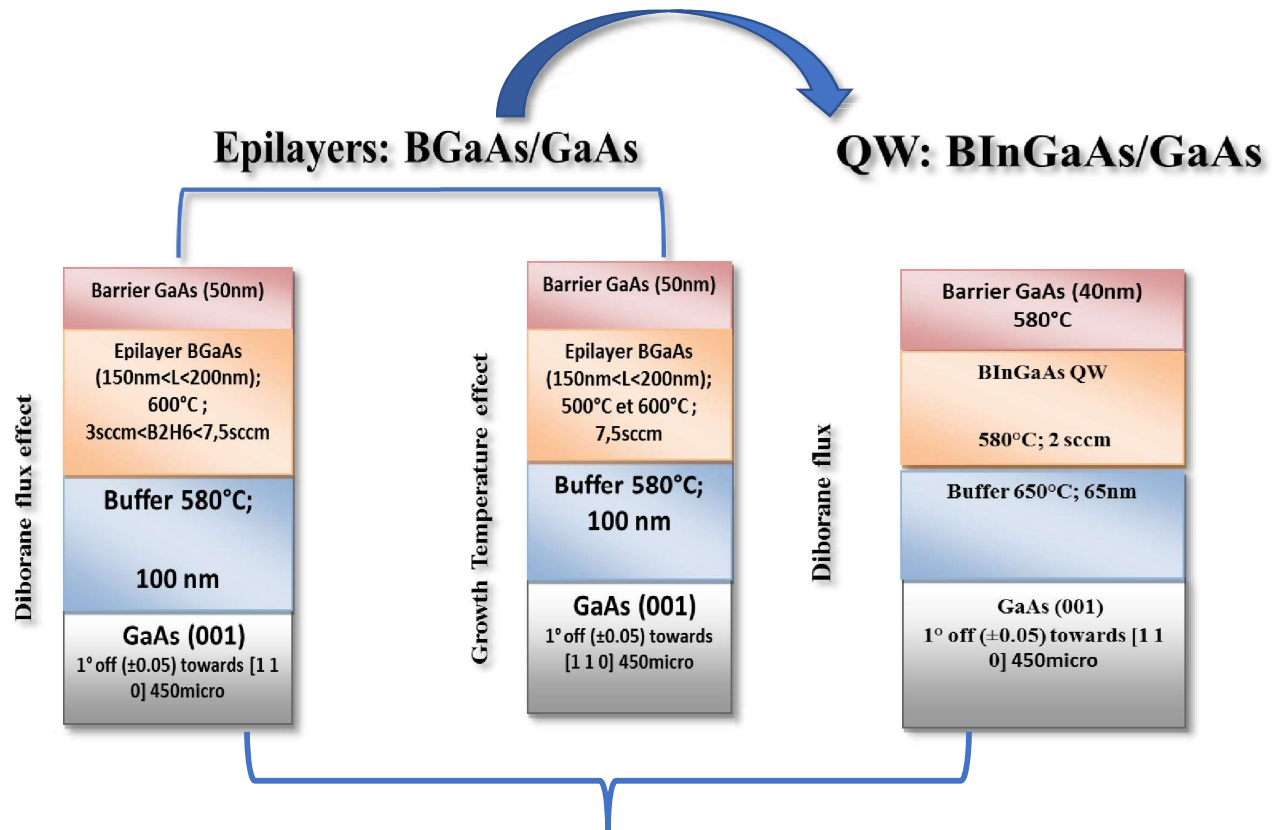 Epilayers: BGaAs/GaAs
QW: BInGaAs/GaAs
Diborane flux effect
Barrier GaAs (50nm)
Epilayer BGaAs
(150nm<L<200nm);
600°C ;
3sccm<B2H6<7,5sccm
Buffer 580°C;
100 nm
GaAs (001)
1° off (±0.05) towards [1 1
0] 450micro
Growth Temperature effect
Barrier GaAs (50nm)
Epilayer BGaAs
(150nm<L<200nm);
500°C et 600°C ;
7,5sccm
Buffer 580°C;
100 nm
GaAs (001)
1° off (±0.05) towards
[1 1 0] 450micro
Diborane flux
Barrier GaAs (40nm)
580°C
BInGaAs QW
580°C; 2 sccm
Buffer 650°C; 65nm
GaAs (001)
1° off (±0.05) towards [1 1
0] 450micro